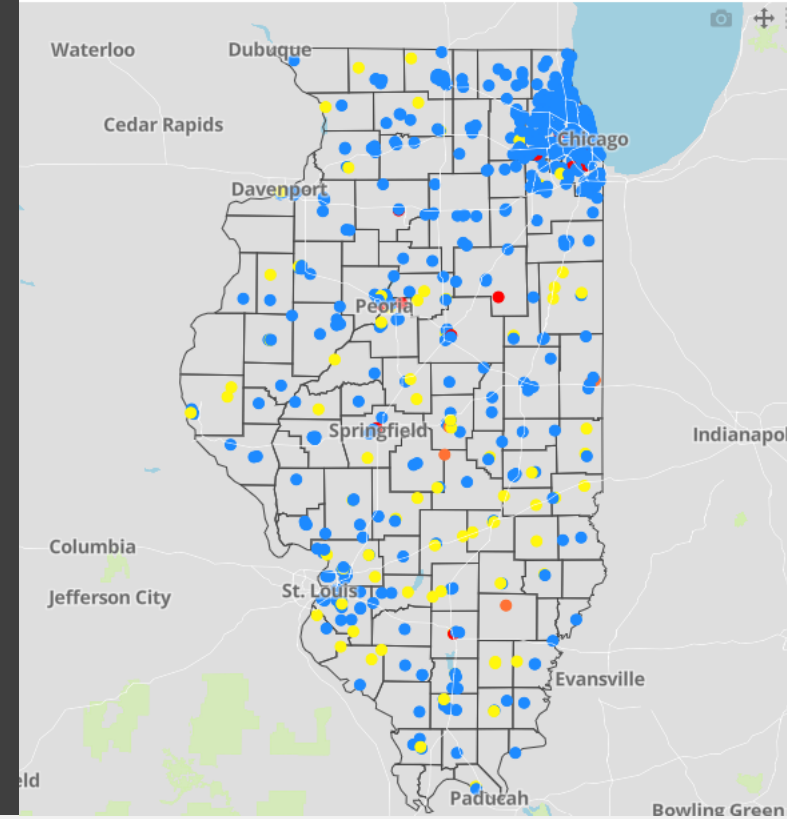 Waterloo
Dubuque
Cedar Rapids
Chicago
Davenport
Peoria
Springfield
Indianapol
Columbia
St. Louis
Jefferson City
Evansville
eld
Paducah
Bowling Green